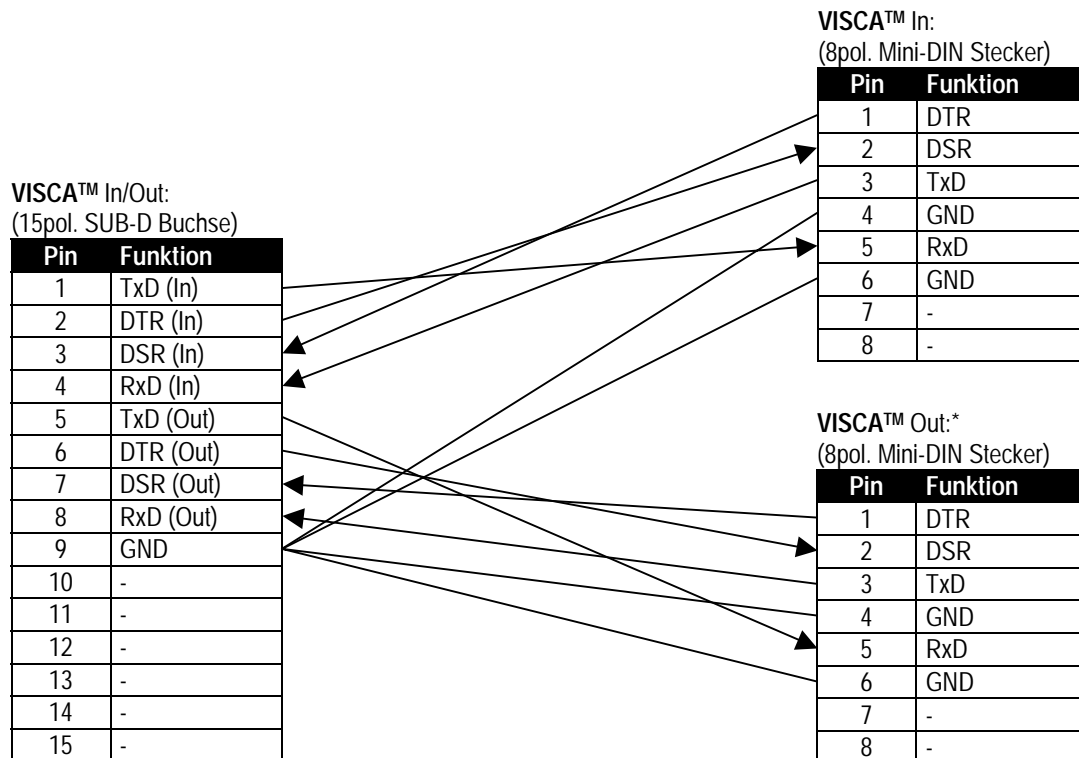 VISCA™ In:
(8pol. Mini-DIN Stecker)
Pin Funktion
1 DTR
2 DSR
3 TxD
4 GND
5 RxD
6 GND
7 -
8 -
VISCA™ In/Out:
(15pol. SUB-D Buchse)
Pin Funktion
1 TxD (In)
2 DTR (In)
3 DSR (In)
4 RxD (In)
5 TxD (Out)
6 DTR (Out)
7 DSR (Out)
8 RxD (Out)
9 GND
10 -
11 -
12 -
13 -
14 -
15 -
VISCA™ Out:*
(8pol. Mini-DIN Stecker)
Pin Funktion
1 DTR
2 DSR
3 TxD
4 GND
5 RxD
6 GND
7 -
8 -